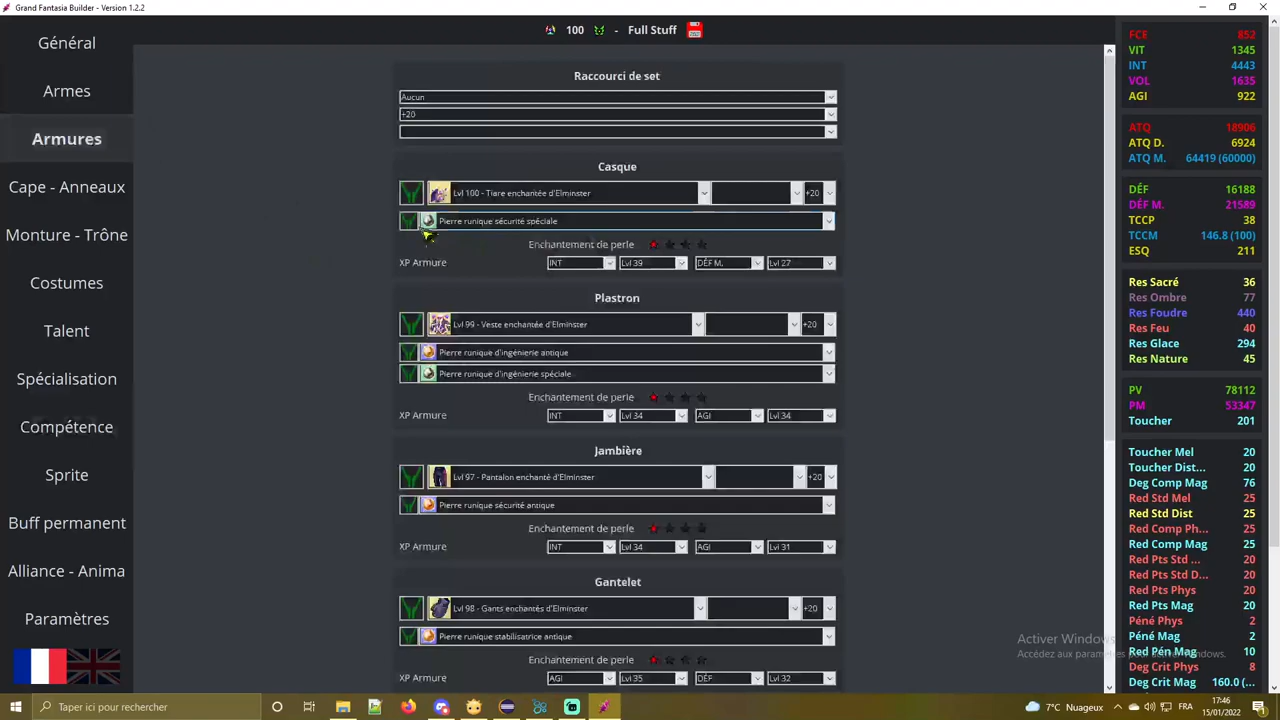 Grand Fantasia Builder - Version 1.2.2
100 - Full Stuff
Général
Armes
Armures
Cape - Anneaux
Monture - Trône
Costumes
Talent
Spécialisation
Compétence
Sprite
Buff permanent
Alliance - Anima
Paramètres
Raccourci de set
Aucun
+20
Casque
Lvl 100 - Tiare enchantée d'Elminster +20
Pierre runique sécurité spéciale
Enchantement de perle
XP Armure INT Lvl 39 DÉF M. Lvl 27
Plastron
Lvl 99 - Veste enchantée d'Elminster +20
Pierre runique d'ingénierie antique
Pierre runique d'ingénierie spéciale
Enchantement de perle
XP Armure INT Lvl 34 AGI Lvl 34
Jambière
Lvl 97 - Pantalon enchanté d'Elminster +20
Pierre runique sécurité antique
Enchantement de perle
XP Armure INT Lvl 34 AGI Lvl 31
Gantelet
Lvl 98 - Gants enchantés d'Elminster +20
Pierre runique stabilisatrice antique
Enchantement de perle
XP Armure AGI Lvl 35 DÉF Lvl 32
FCE 852
VIT 1345
INT 4443
VOL 1635
AGI 922
ATQ 18906
ATQ D. 6924
ATQ M. 64419 (60000)
DÉF 16188
DÉF M. 21589
TCCP 38
TCCM 146.8 (100)
ESQ 211
Res Sacré 36
Res Ombre 77
Res Foudre 440
Res Feu 40
Res Glace 294
Res Nature 45
PV 78112
PM 53347
Toucher 201
Toucher Mel 20
Toucher Dist... 20
Deg Comp Mag 76
Red Std Mel 25
Red Std Dist 25
Red Comp Ph... 25
Red Comp Mag 25
Red Pts Std ... 20
Red Pts Std D... 20
Red Pts Phys 20
Red Pts Mag 20
Péné Phys 2
Péné Mag 2
Red Pén Mag 10
Deg Crit Phys 8
Deg Crit Mag 160.0 (...
Activer Windows
Accédez aux paramètres pour activer Windows.
Taper ici pour rechercher
7°C Nuageux
FRA
17:46
15/01/2022